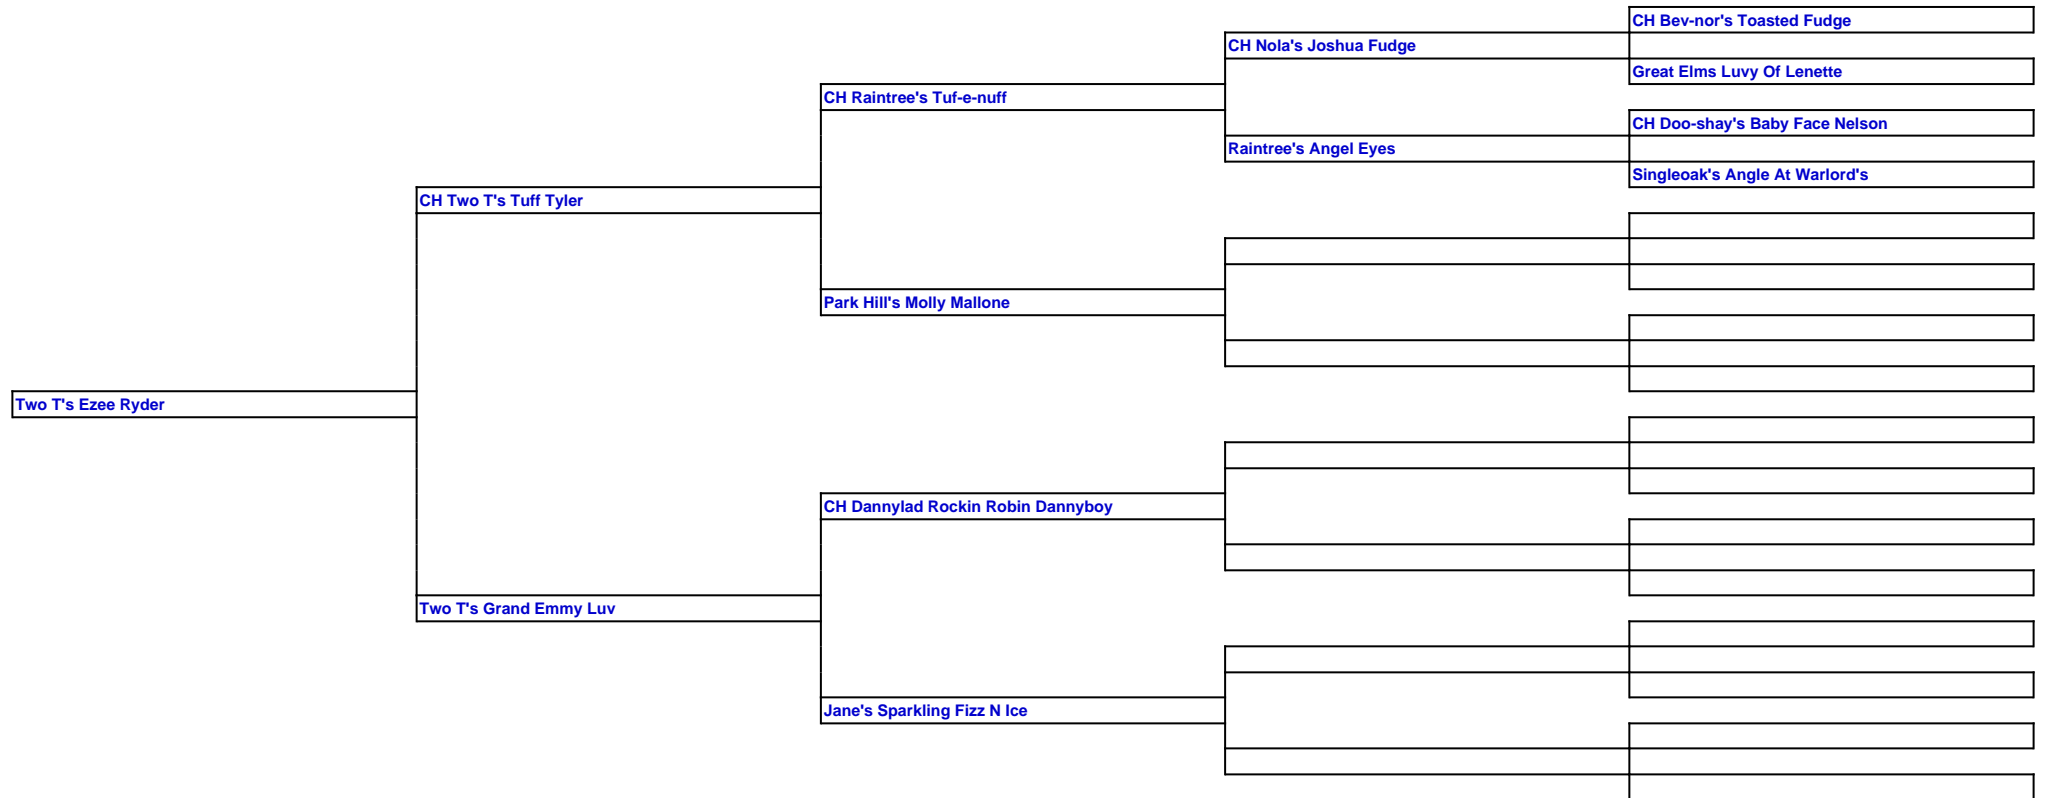 CH Bev-nor's Toasted Fudge
CH Nola's Joshua Fudge
Great Elms Luvy Of Lenette
CH Raintree's Tuf-e-nuff
CH Doo-shay's Baby Face Nelson
Raintree's Angel Eyes
Singleoak's Angle At Warlord's
CH Two T's Tuff Tyler
Park Hill's Molly Mallone
Two T's Ezee Ryder
CH Dannylad Rockin Robin Dannyboy
Two T's Grand Emmy Luv
Jane's Sparkling Fizz N Ice